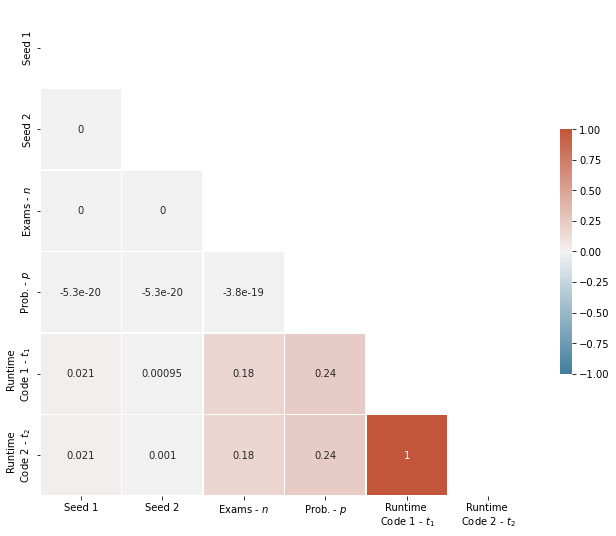 Seed 1
Seed 2
0
Exams - n
0 0
Prob. - p
-5.3e-20 -5.3e-20 -3.8e-19
Runtime
Code 1 - t₁
0.021 0.00095 0.18 0.24
Runtime
Code 2 - t₂
0.021 0.001 0.18 0.24 1
Seed 1 Seed 2 Exams - n Prob. - p Runtime Runtime
Code 1 - t₁ Code 2 - t₂
1.00
0.75
0.50
0.25
0.00
−0.25
−0.50
−0.75
−1.00